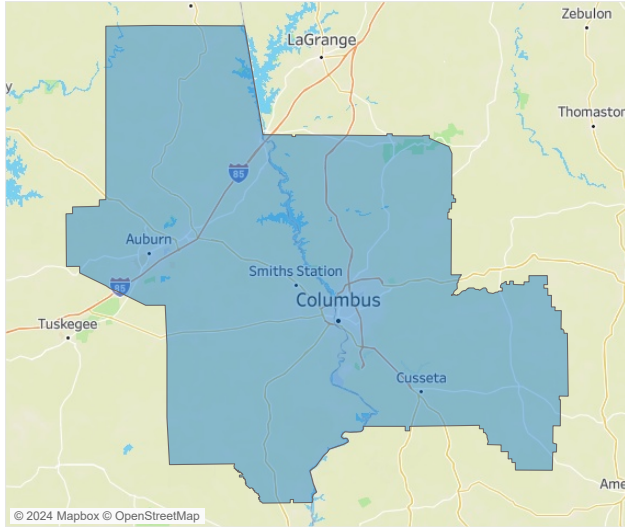 Zebulon
LaGrange
y
Thomaston
85
Auburn
Smiths Station
85
Columbus
Tuskegee
Cusseta
Ame
© 2024 Mapbox © OpenStreetMap